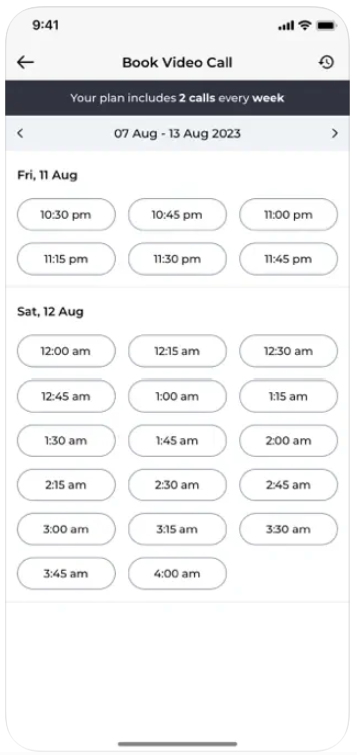 9:41
Book Video Call
Your plan includes 2 calls every week
07 Aug - 13 Aug 2023
Fri, 11 Aug
10:30 pm 10:45 pm 11:00 pm
11:15 pm 11:30 pm 11:45 pm
Sat, 12 Aug
12:00 am 12:15 am 12:30 am
12:45 am 1:00 am 1:15 am
1:30 am 1:45 am 2:00 am
2:15 am 2:30 am 2:45 am
3:00 am 3:15 am 3:30 am
3:45 am 4:00 am